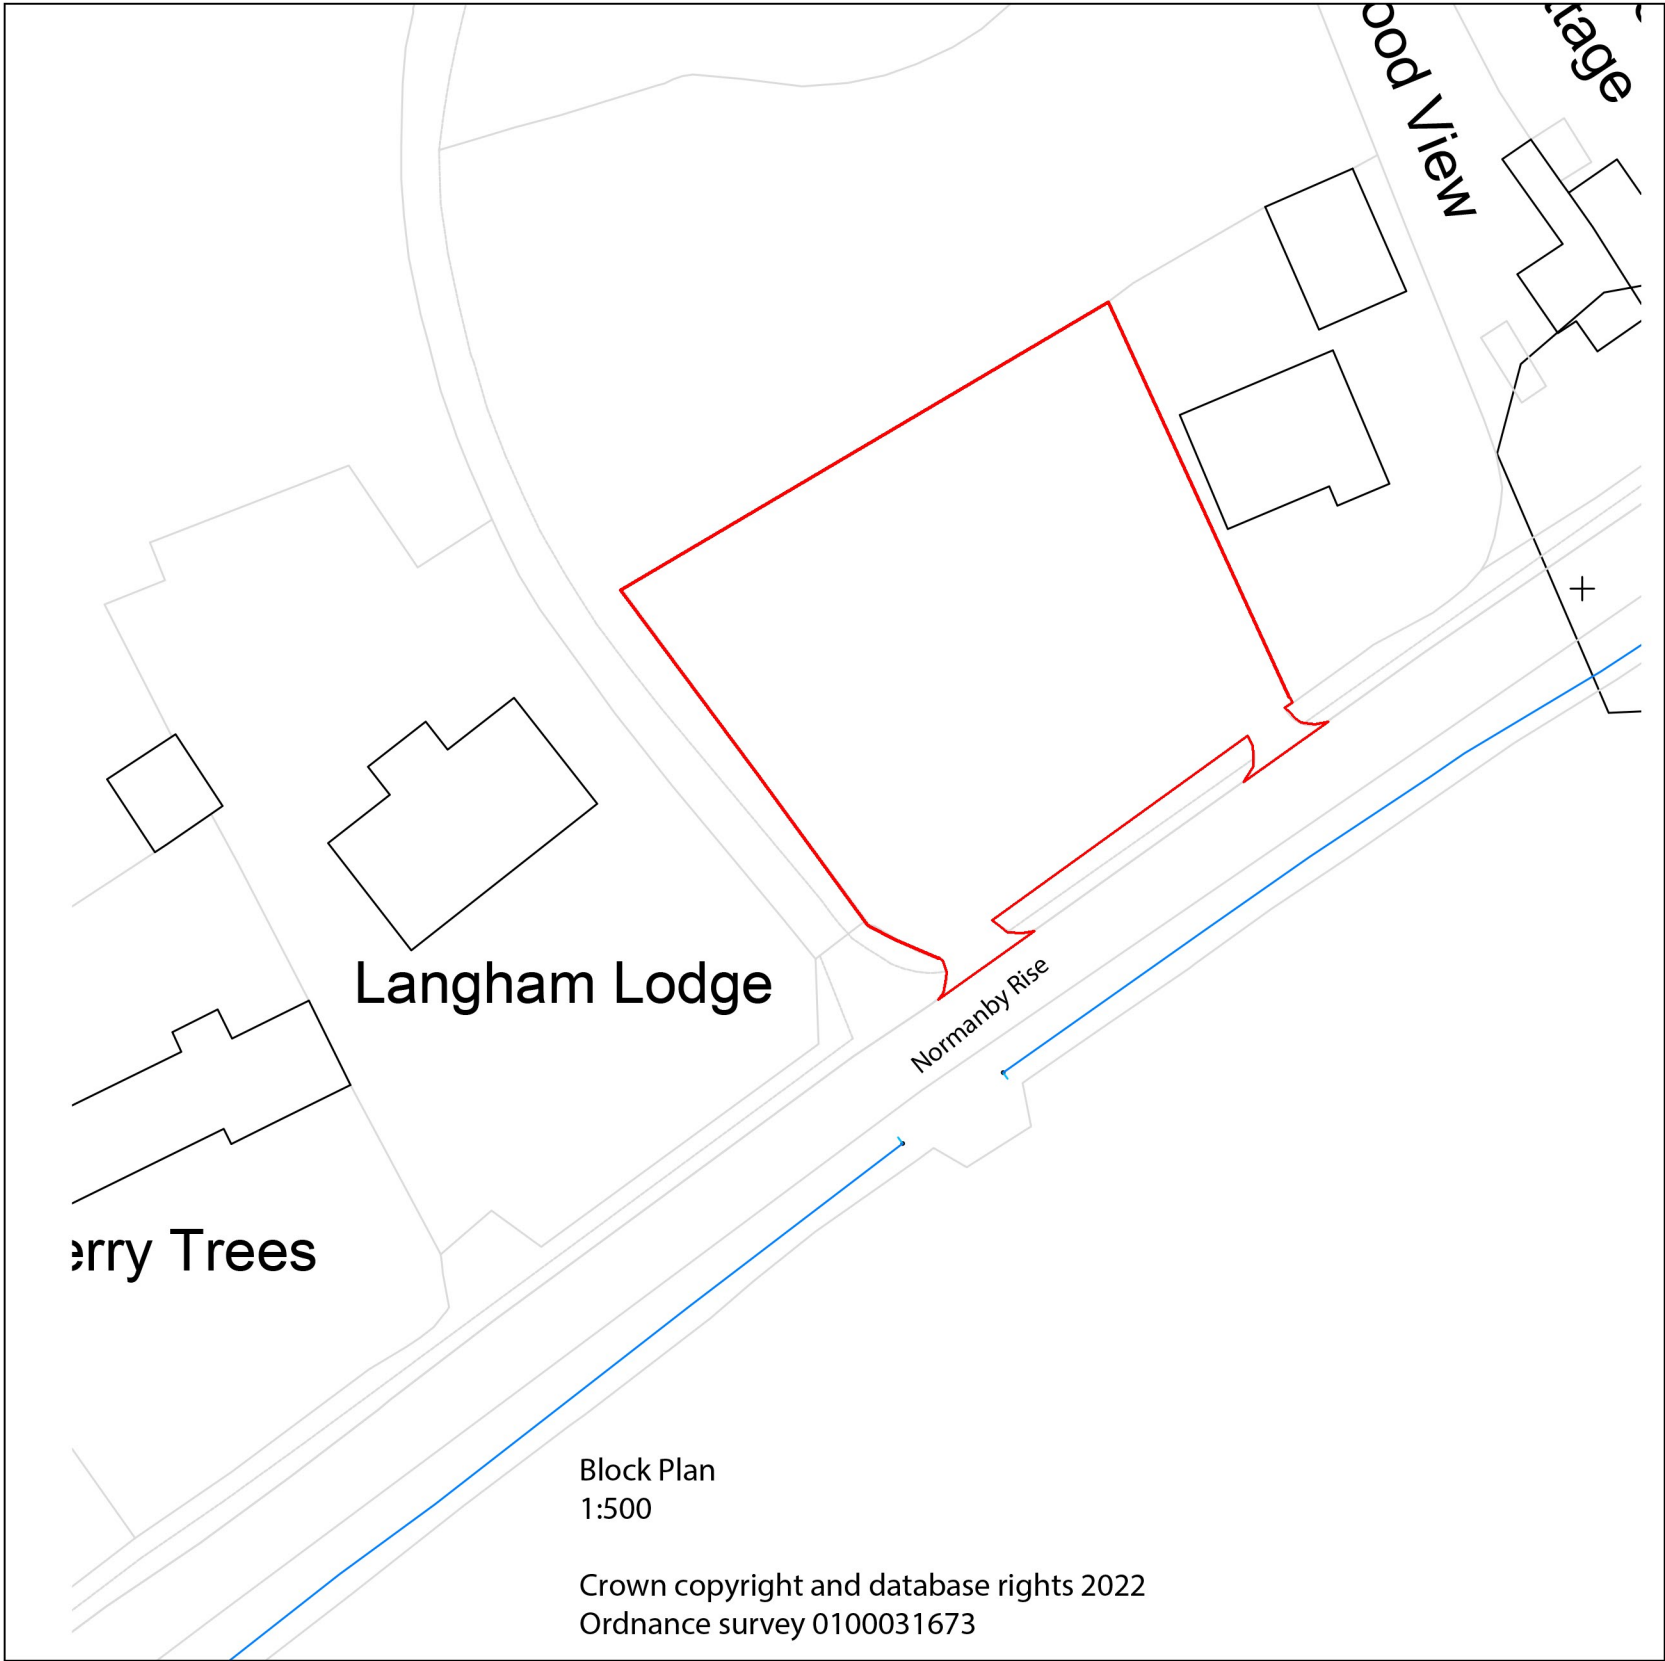 ood View
ttage
Langham Lodge
Normanby Rise
erry Trees
Block Plan
1:500
Crown copyright and database rights 2022
Ordnance survey 0100031673